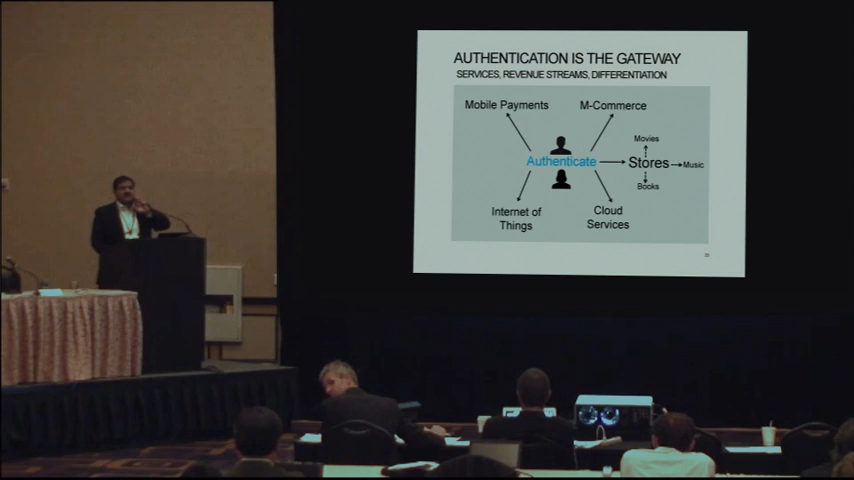 AUTHENTICATION IS THE GATEWAY
SERVICES, REVENUE STREAMS, DIFFERENTIATION
Mobile Payments
M-Commerce
Movies
Authenticate
Stores
Music
Books
Internet of
Things
Cloud
Services